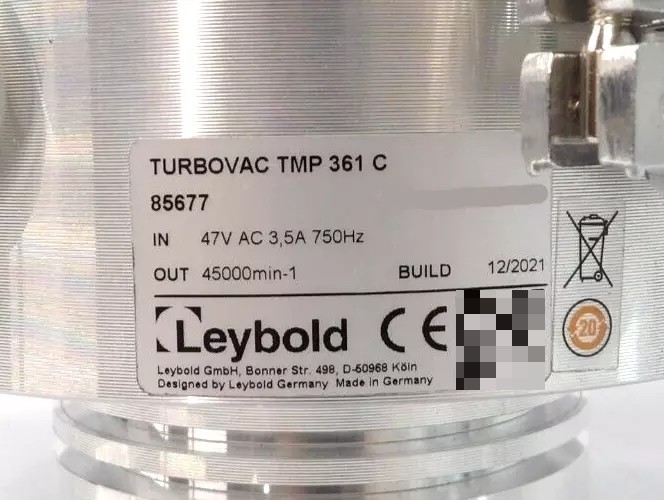 TURBOVAC TMP 361 C
85677
IN 47V AC 3,5A 750Hz
OUT 45000min-1 BUILD 12/2021
Leybold CE
Leybold GmbH, Bonner Str. 498, D-50968 Köln
Designed by Leybold Germany Made in Germany
20